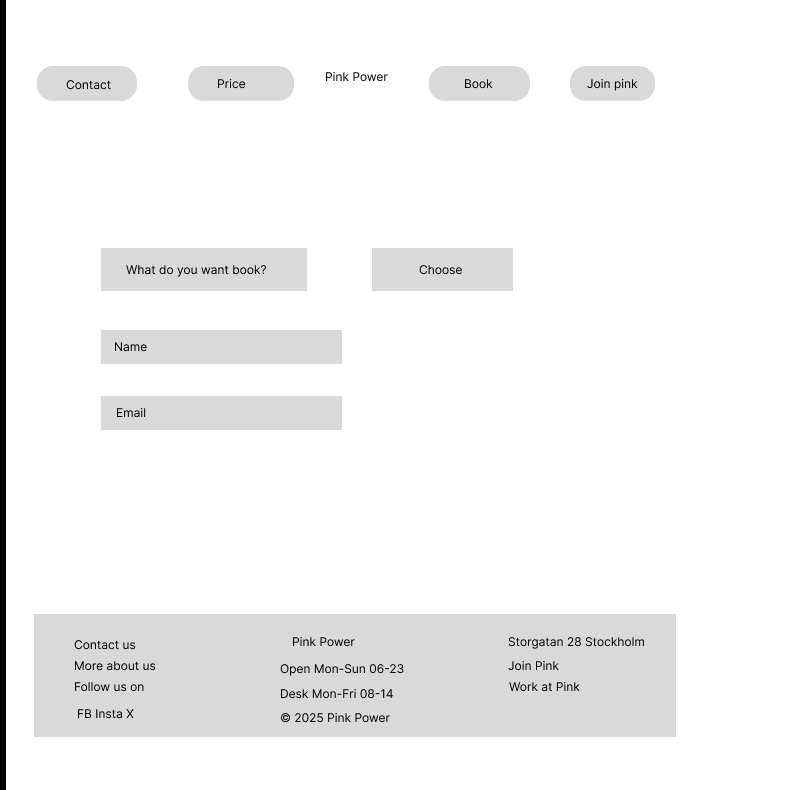 Contact
Price
Pink Power
Book
Join pink
What do you want book?
Choose
Name
Email
Contact us
More about us
Follow us on
FB Insta X
Pink Power
Open Mon-Sun 06-23
Desk Mon-Fri 08-14
© 2025 Pink Power
Storgatan 28 Stockholm
Join Pink
Work at Pink